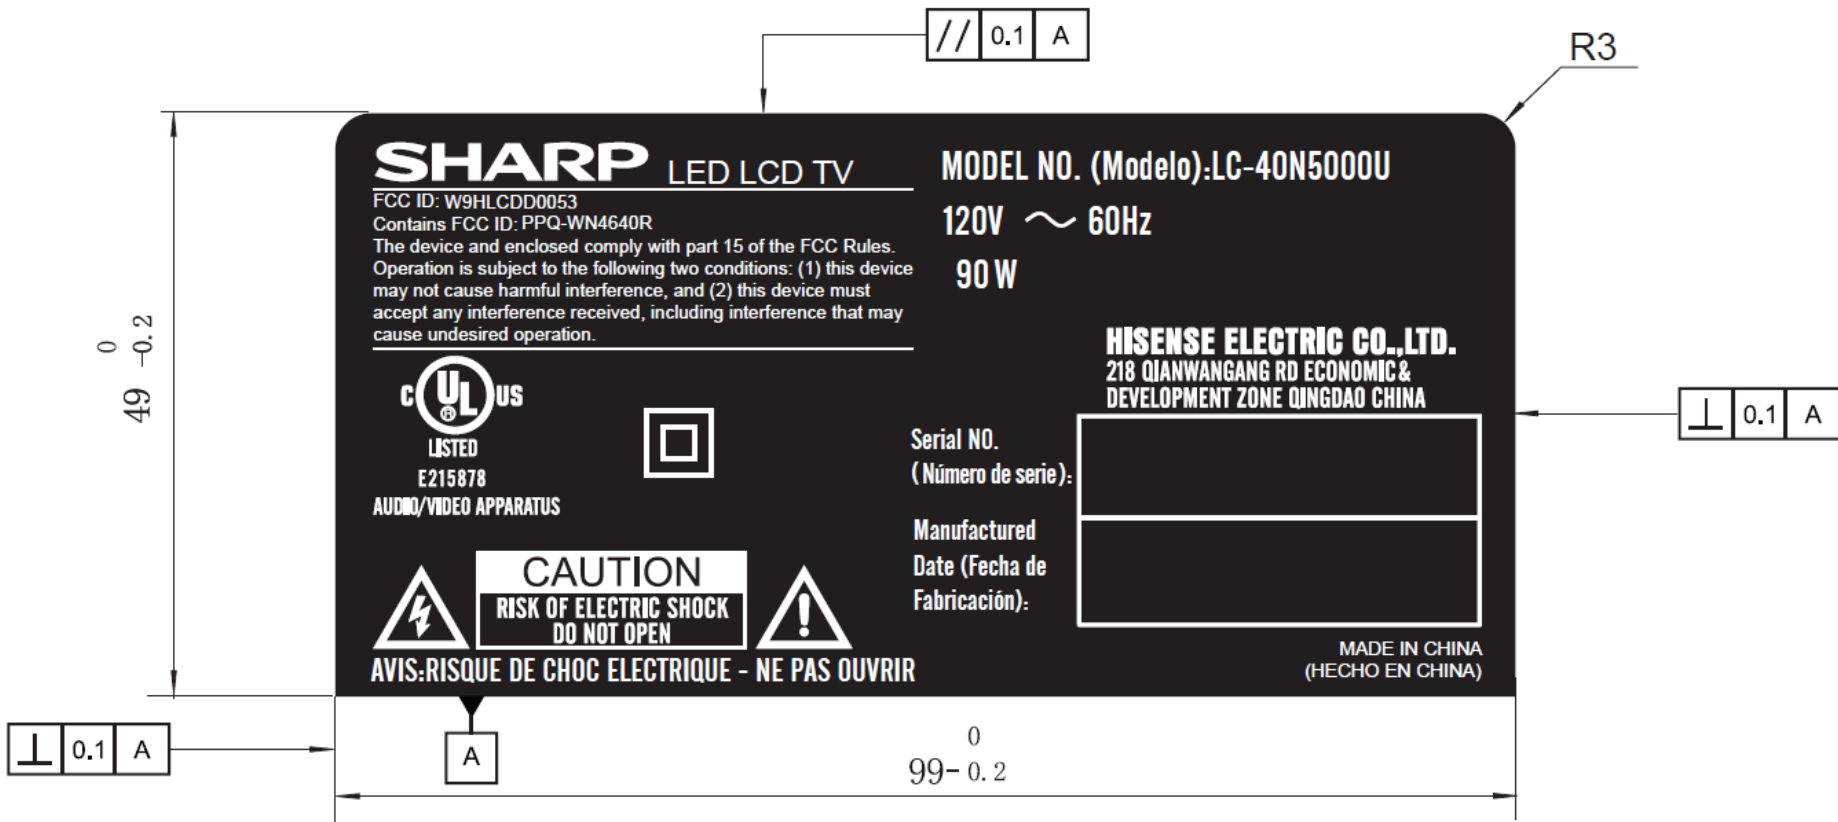 // 0.1 A
R3
SHARP LED LCD TV
FCC ID: W9HLCDD0053
Contains FCC ID: PPQ-WN4640R
The device and enclosed comply with part 15 of the FCC Rules.
Operation is subject to the following two conditions: (1) this device
may not cause harmful interference, and (2) this device must
accept any interference received, including interference that may
cause undesired operation.
MODEL NO. (Modelo):LC-40N5000U
120V ～ 60Hz
90W
HISENSE ELECTRIC CO.,LTD.
218 QIANWANGANG RD ECONOMIC&
DEVELOPMENT ZONE QINGDAO CHINA
C UL ® US
LISTED
E215878
AUDIO/VIDEO APPARATUS
Serial NO.
(Número de serie):
Manufactured
Date (Fecha de
Fabricación):
CAUTION
RISK OF ELECTRIC SHOCK
DO NOT OPEN
AVIS:RISQUE DE CHOC ELECTRIQUE - NE PAS OUVRIR
MADE IN CHINA
(HECHO EN CHINA)
0
49 -0.2
⊥ 0.1 A
⊥ 0.1 A
A
0
99-0.2